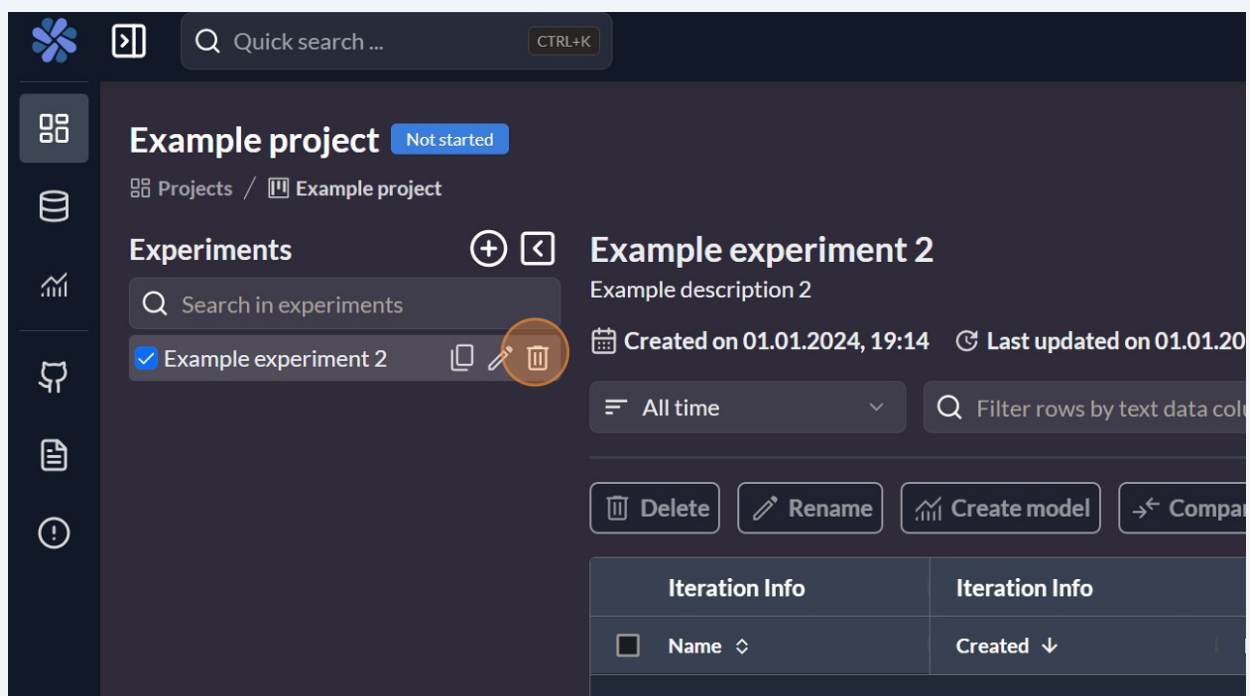 Quick search ... CTRL+K
Example project Not started
Projects / Example project
Experiments
Search in experiments
Example experiment 2
Example experiment 2
Example description 2
Created on 01.01.2024, 19:14 Last updated on 01.01.20
All time Filter rows by text data
Delete Rename Create model
Iteration Info Iteration Info
Name Created